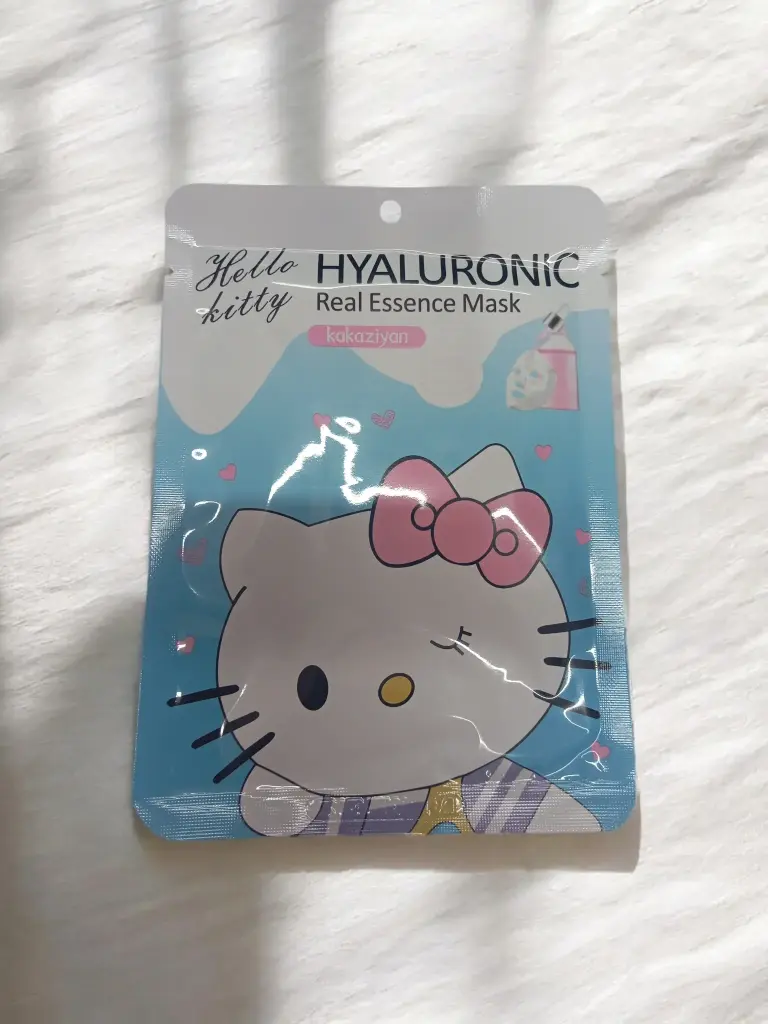 Hello
kitty
HYALURONIC
Real Essence Mask
kakaziyan